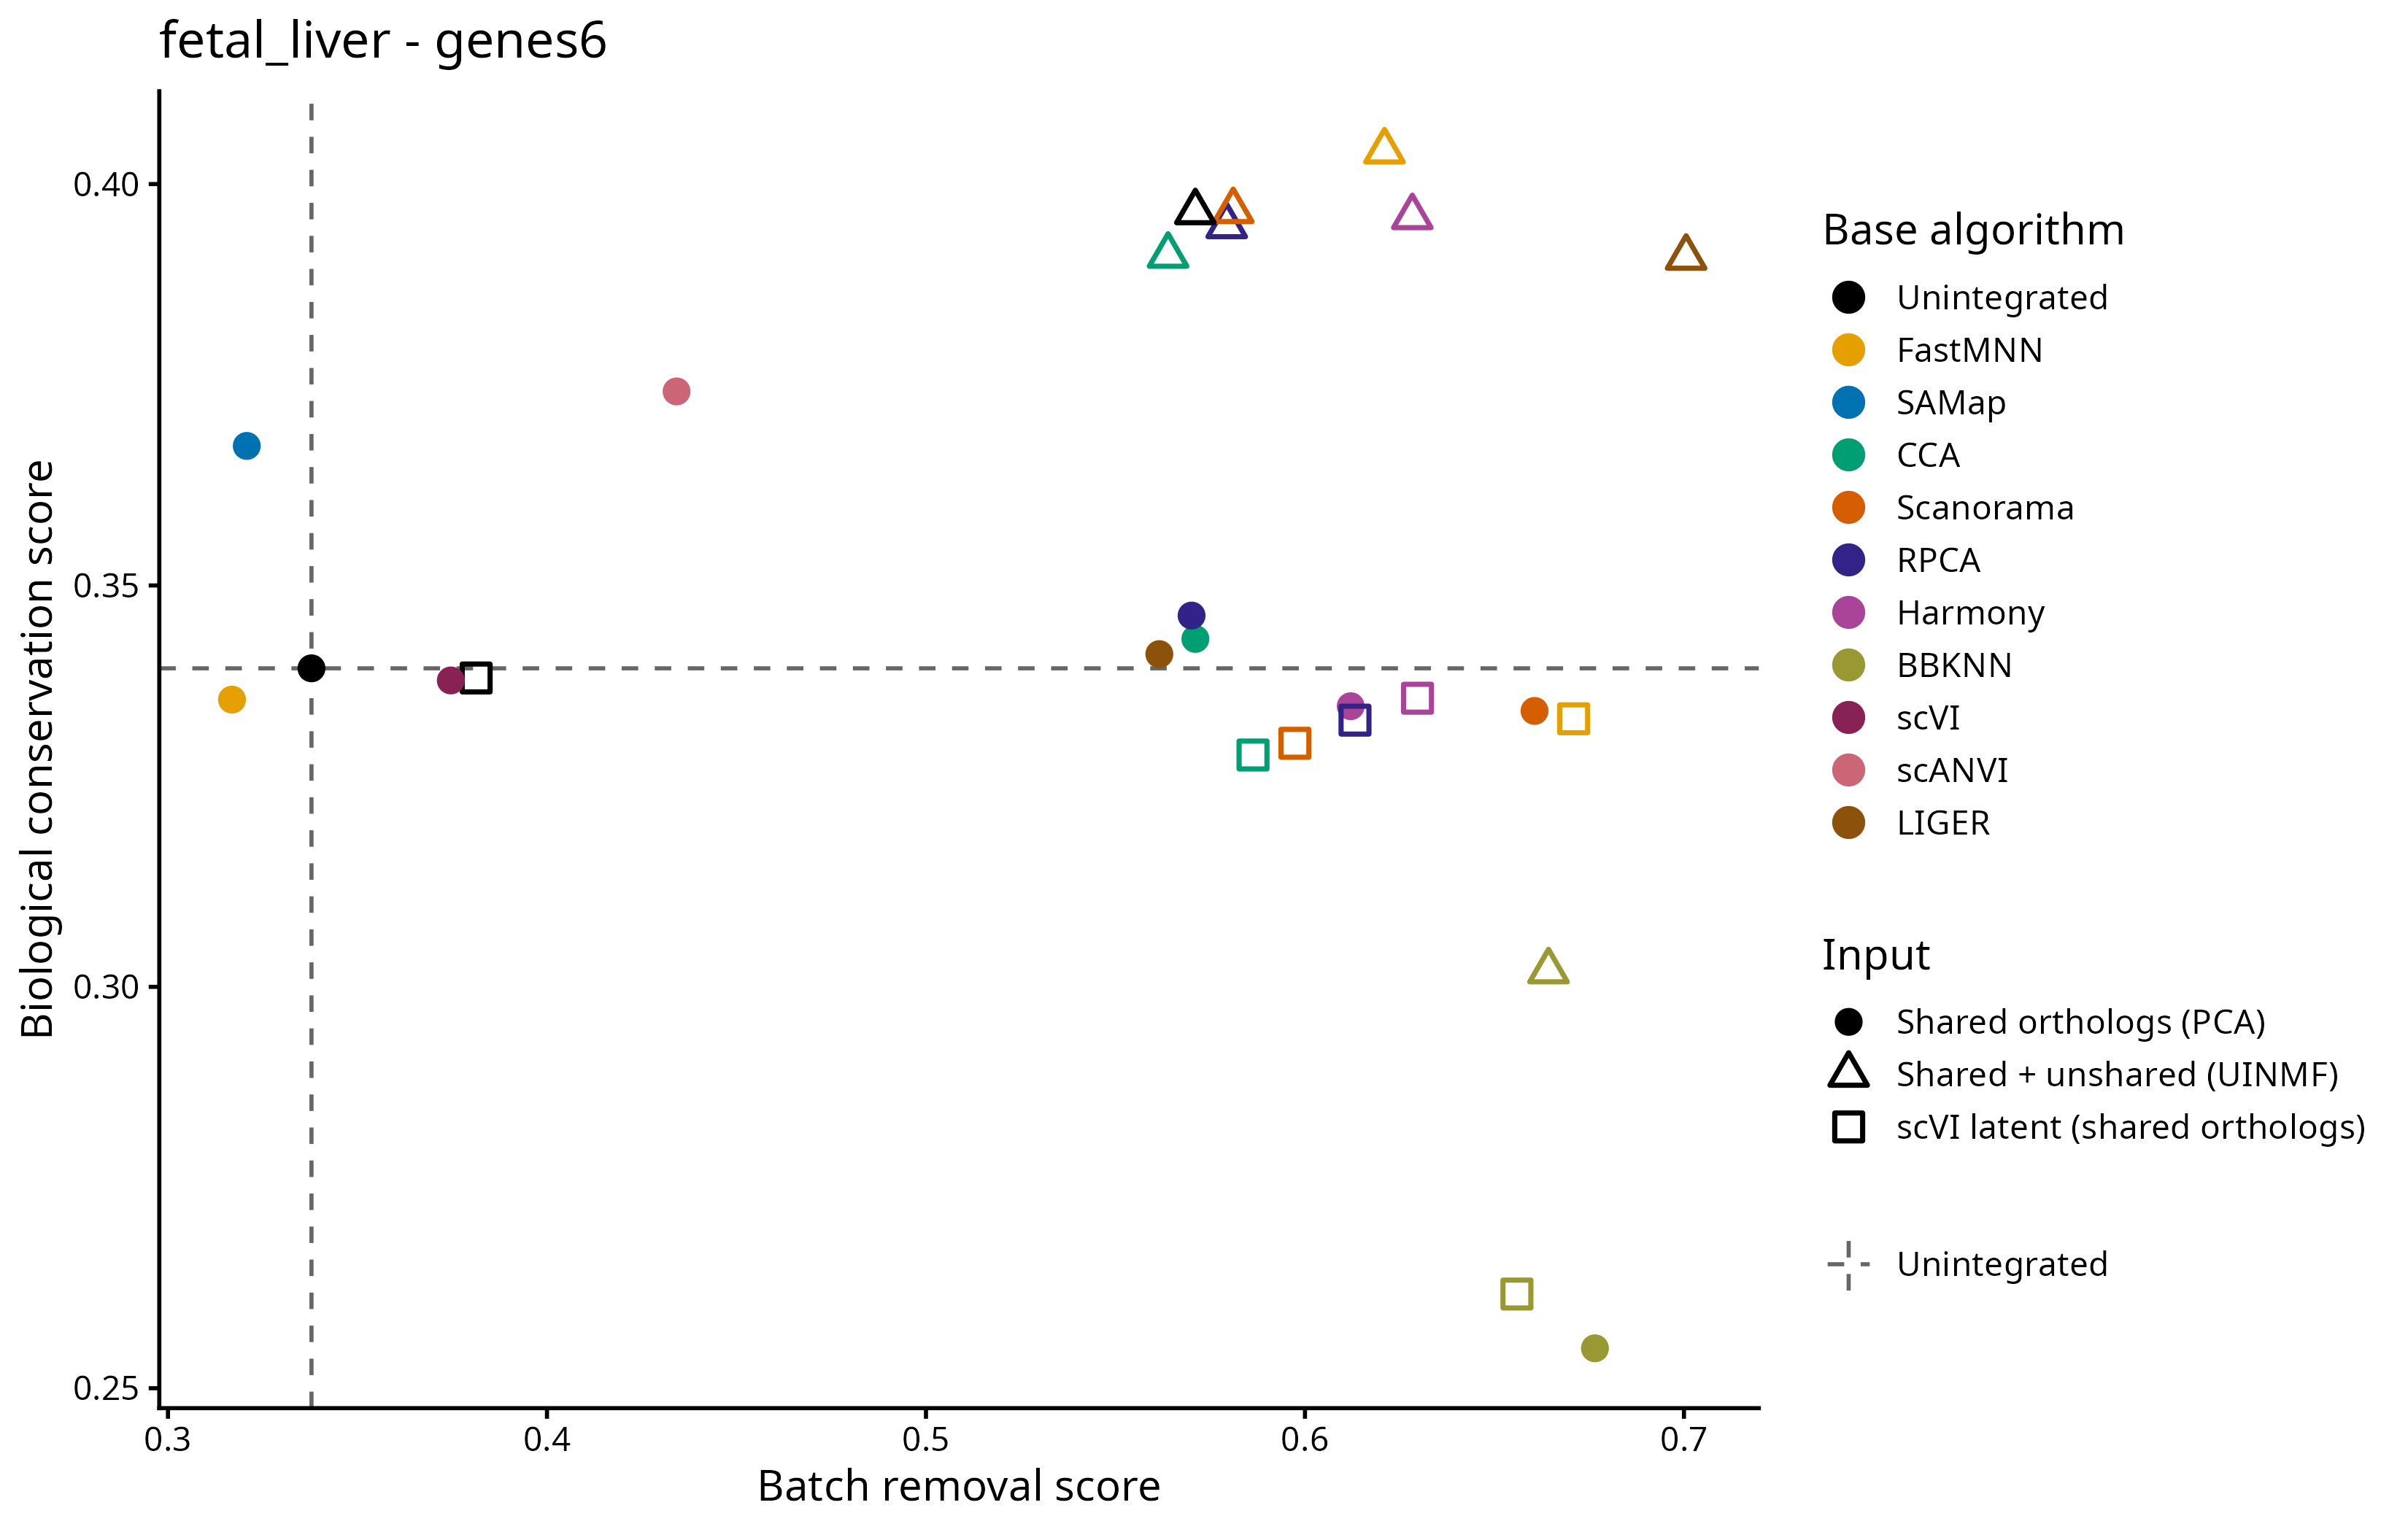 fetal_liver - genes6
Biological conservation score
0.40
0.35
0.30
0.25
0.3
0.4
0.5
0.6
0.7
Batch removal score
Base algorithm
Unintegrated
FastMNN
SAMap
CCA
Scanorama
RPCA
Harmony
BBKNN
scVI
scANVI
LIGER
Input
Shared orthologs (PCA)
Shared + unshared (UINMF)
scVI latent (shared orthologs)
Unintegrated